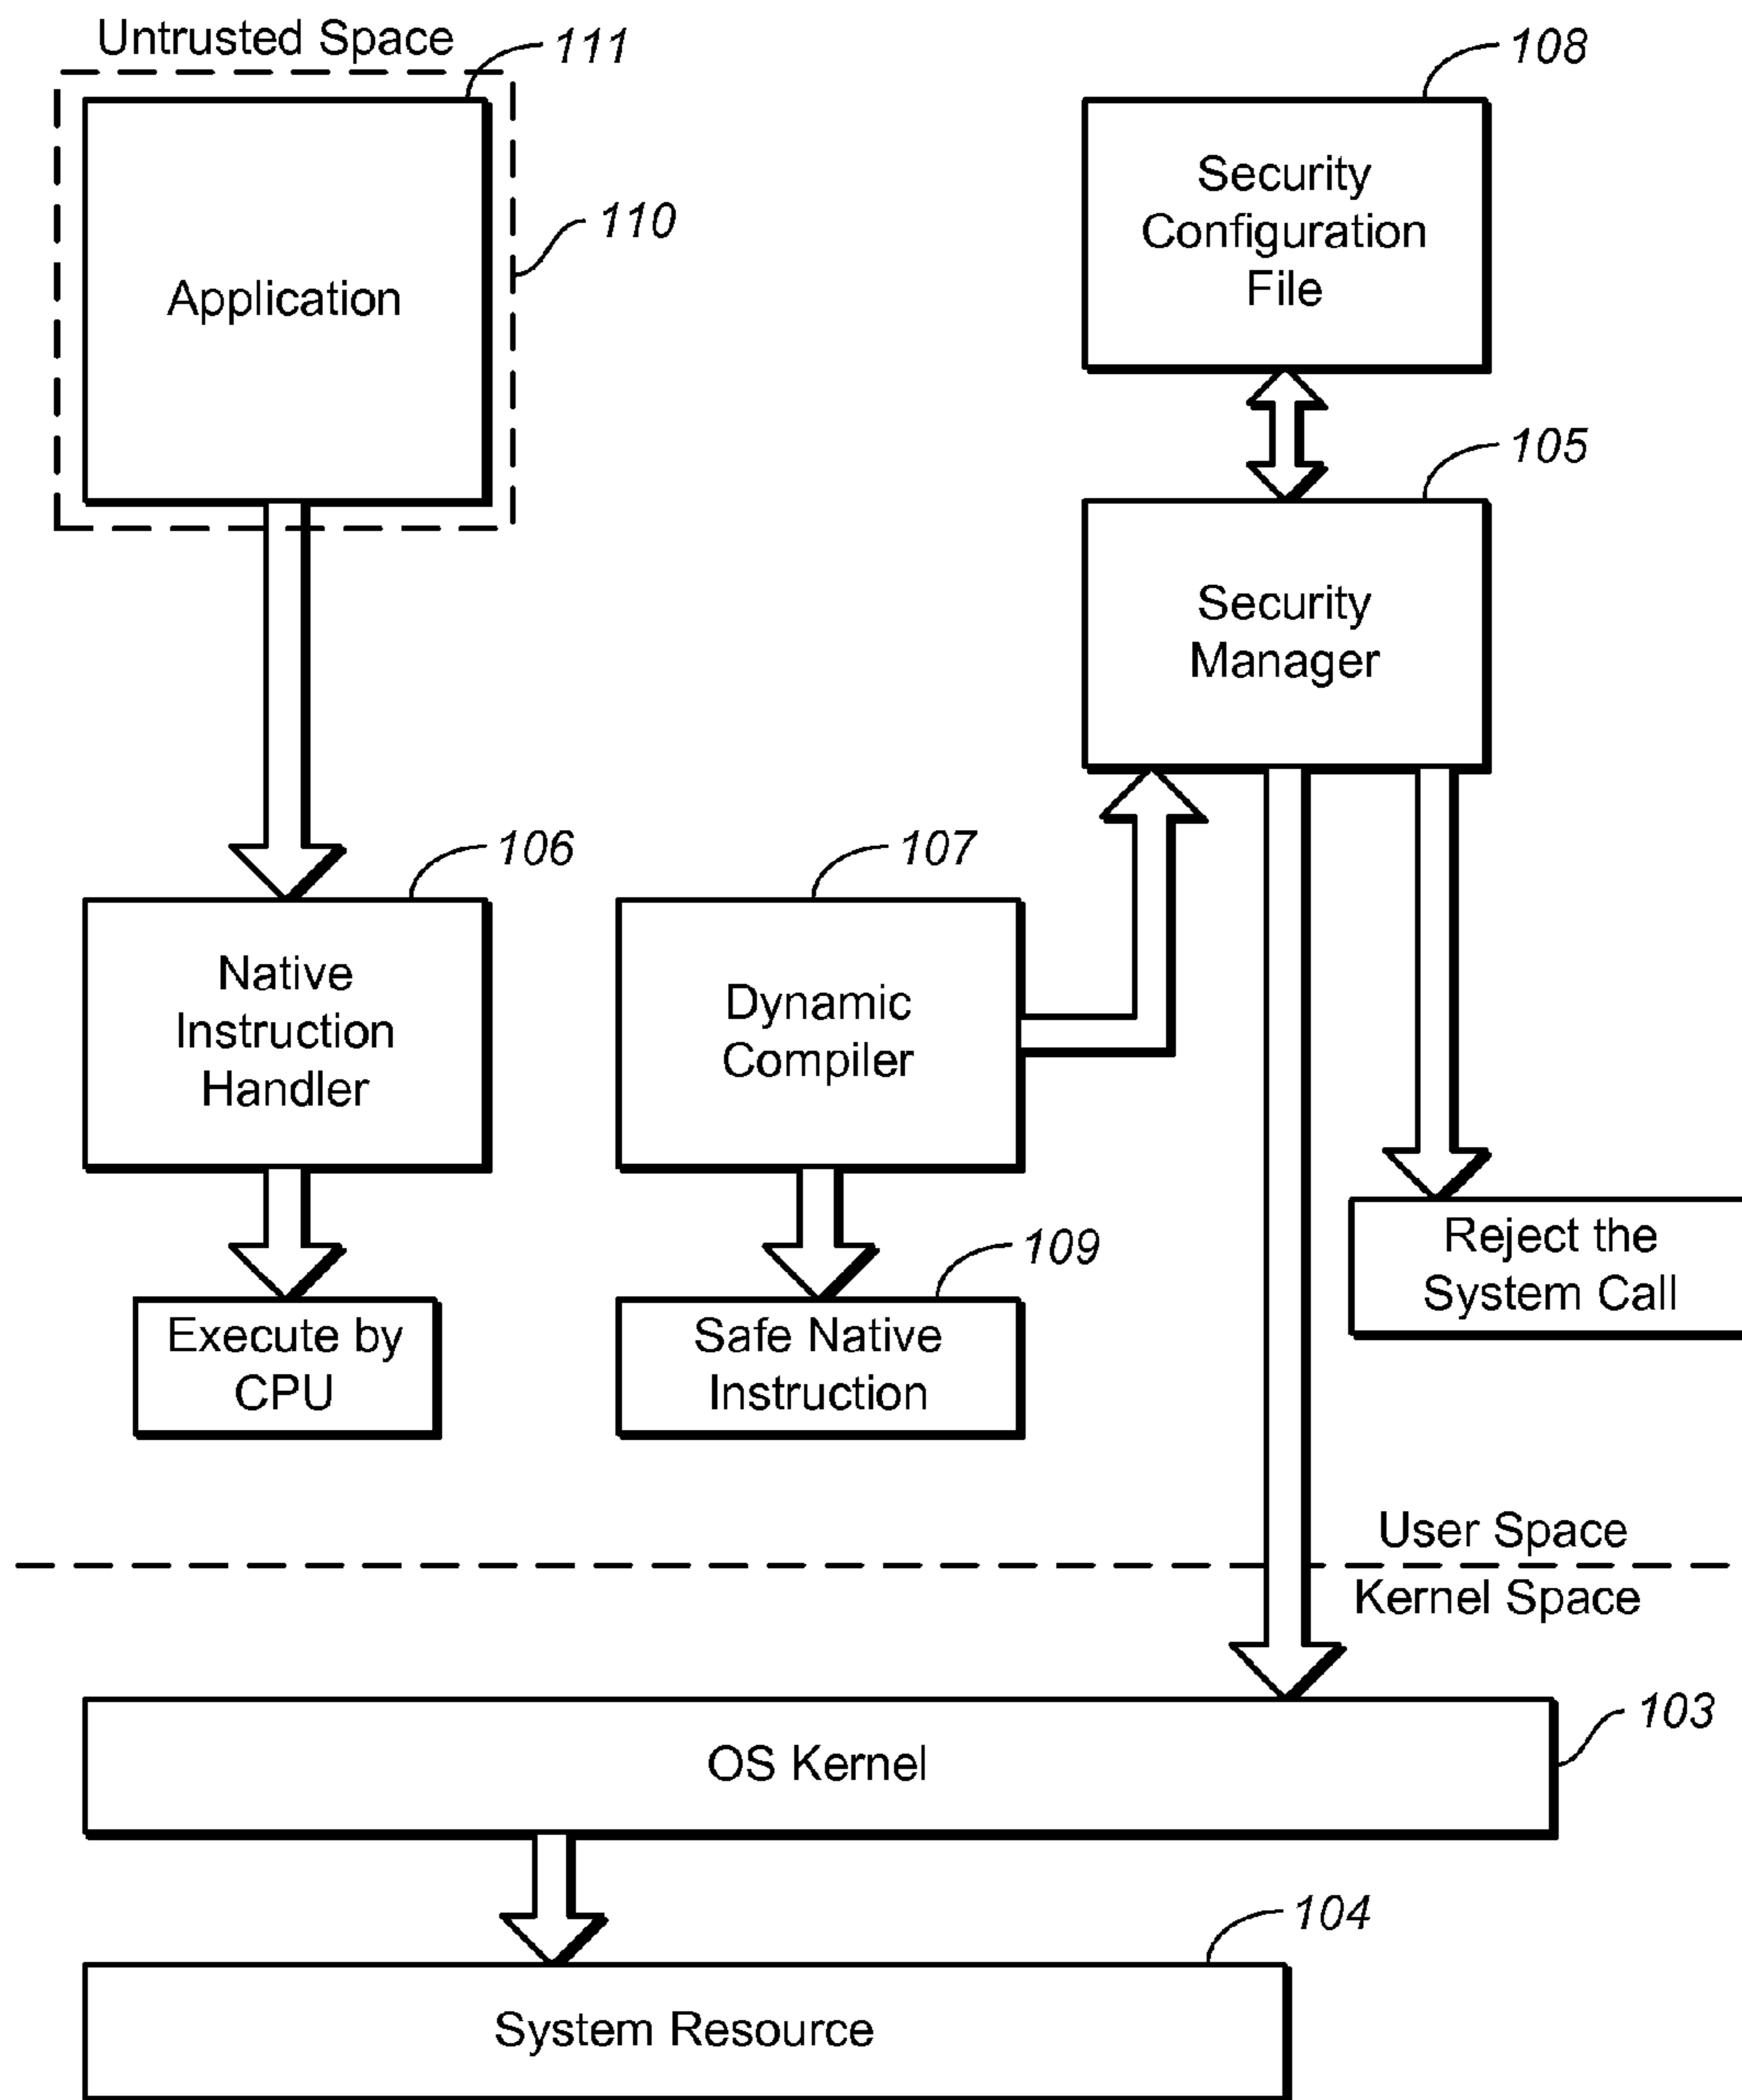 Untrusted Space
111
108
110
Application
Security
Configuration
File
105
Security
Manager
106
107
Native
Instruction
Handler
Dynamic
Compiler
109
Reject the
System Call
Execute by
CPU
Safe Native
Instruction
User Space
Kernel Space
103
OS Kernel
104
System Resource